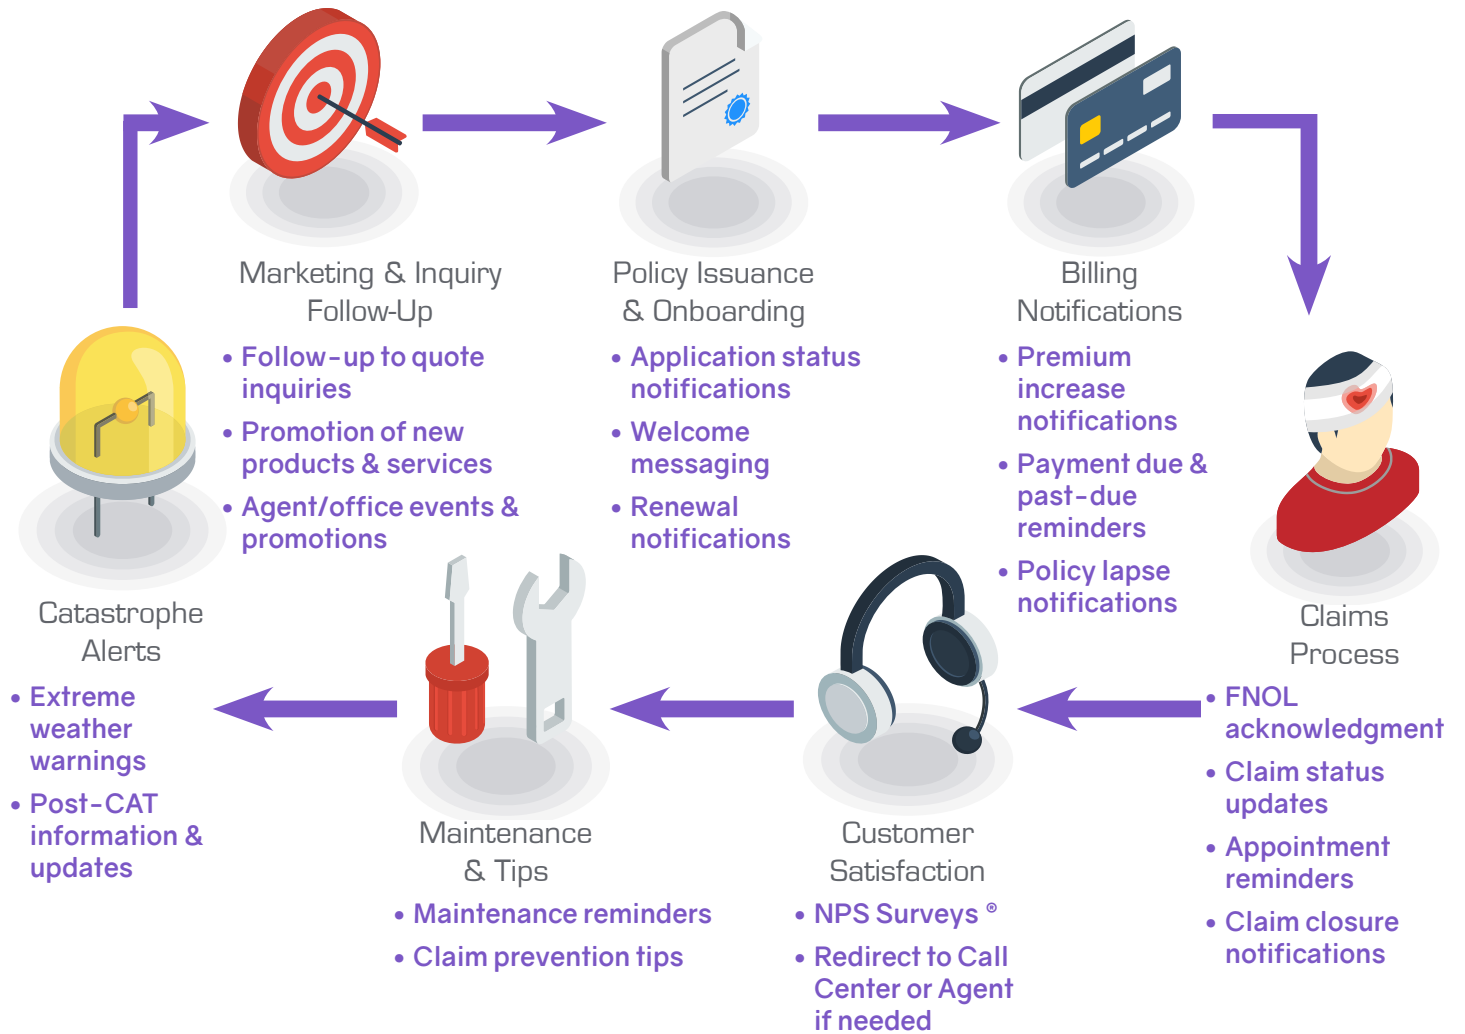 Marketing & Inquiry
Follow-Up
• Follow-up to quote
inquiries
• Promotion of new
products & services
• Agent/office events &
promotions
Policy Issuance
& Onboarding
• Application status
notifications
• Welcome
messaging
• Renewal
notifications
Billing
Notifications
• Premium
increase
notifications
• Payment due &
past-due
reminders
• Policy lapse
notifications
Claims
Process
• FNOL
acknowledgment
• Claim status
updates
• Appointment
reminders
• Claim closure
notifications
Customer
Satisfaction
• NPS Surveys ®
• Redirect to Call
Center or Agent
if needed
Maintenance
& Tips
• Maintenance reminders
• Claim prevention tips
Catastrophe
Alerts
• Extreme
weather
warnings
• Post-CAT
information &
updates